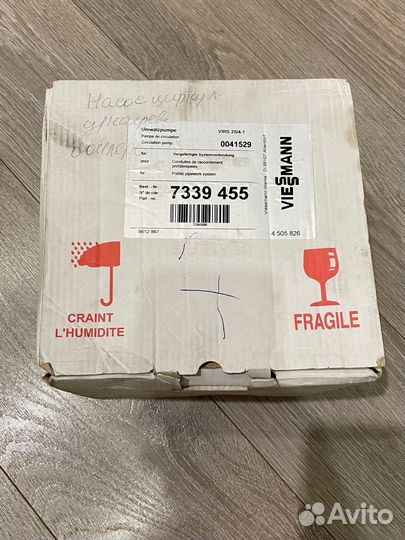 Насос циркул.
Umwälzpumpe VIRS 25/4-1
Pompe de circulation
Circulation pump 0041529
für Vorgefertigte Systemverbindung
pour Conduites de raccordement
préfabriquées
for Prefab pipework system
Best.-Nr.
N° de cde 7339 455
Part - no
5612 867 4 505 826
VIESMANN
CRAINT
L'HUMIDITE
FRAGILE
Avito